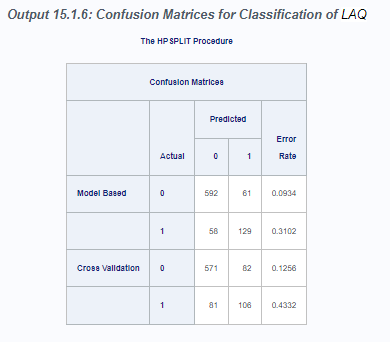 Output 15.1.6: Confusion Matrices for Classification of LAQ
The HPSPLIT Procedure
Confusion Matrices
Predicted
Error
Actual 0 1 Rate
Model Based 0 592 61 0.0934
1 58 129 0.3102
Cross Validation 0 571 82 0.1256
1 81 106 0.4332